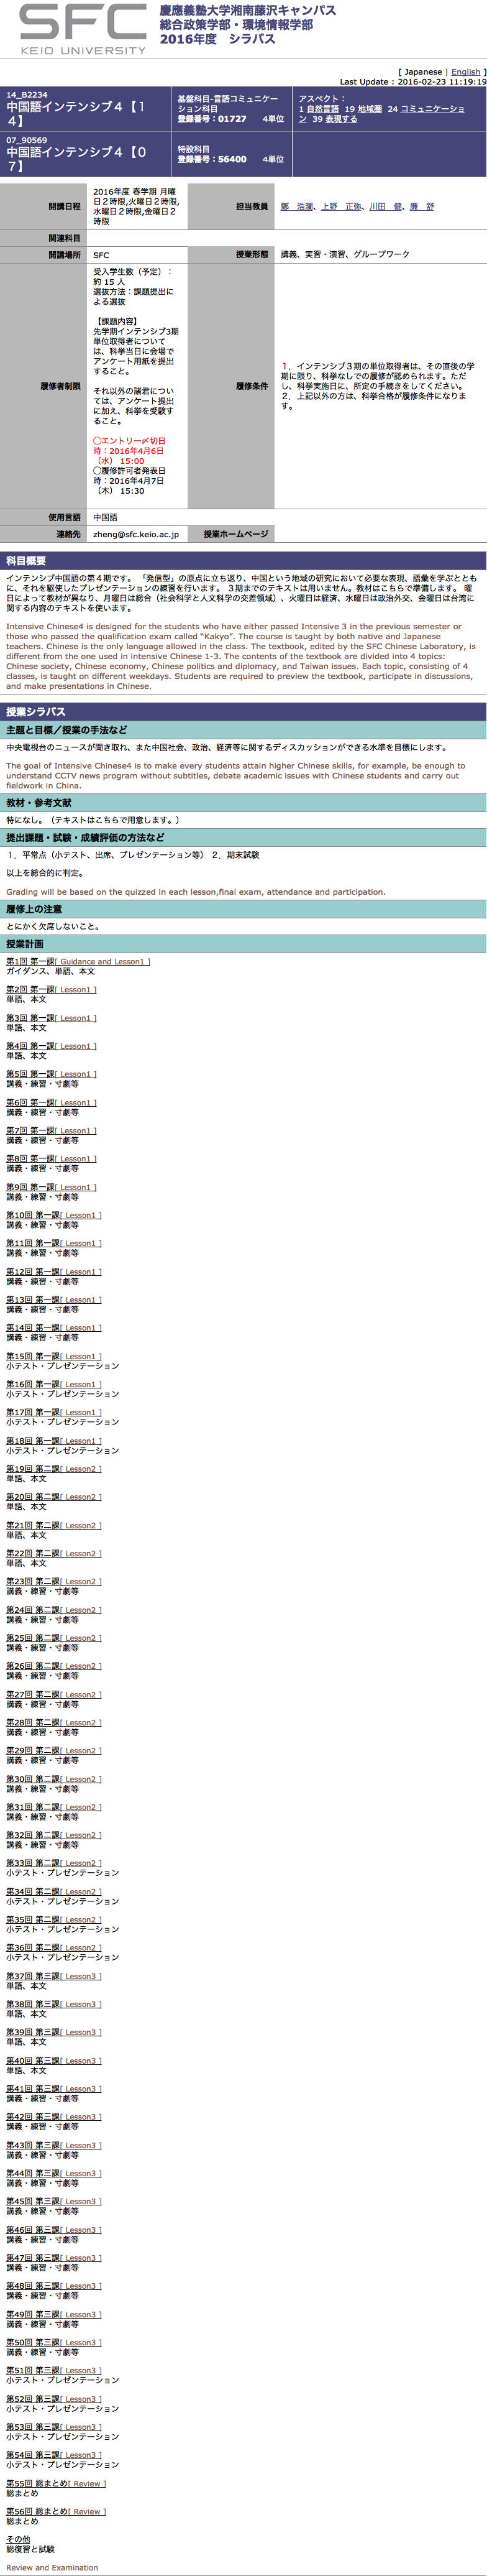 SFC
KEIO UNIVERSITY
慶應義塾大学湘南藤沢キャンパス
総合政策学部・環境情報学部
2016年度　シラバス
[ Japanese | English ]
Last Update : 2016-02-23 11:19:19
14_B2234
中国語インテンシブ４【１
４】
基盤科目-言語コミュニケー
ション科目
登録番号：01727　　4単位
アスペクト：
1 自然言語 19 地域圏 24 コミュニケーショ
ン 39 表現する
07_90569
中国語インテンシブ４【０
７】
特設科目
登録番号：56400　　4単位
開講日程
2016年度 春学期 月曜
日２時限,火曜日２時限,
水曜日２時限,金曜日２
時限
担当教員
鄭　浩瀾、上野　正弥、川田　健、廉　舒
関連科目
開講場所
SFC
授業形態
講義、実習・演習、グループワーク
履修者制限
受入学生数（予定）：
約 15 人
選抜方法：課題提出に
よる選抜
【課題内容】
先学期インテンシブ3期
単位取得者について
は、科挙当日に会場で
アンケート用紙を提出
すること。
それ以外の諸君につい
ては、アンケート提出
に加え、科挙を受験す
ること。
◯エントリー〆切日
時：2016年4月6日
（水） 15:00
◯履修許可者発表日
時：2016年4月7日
（木） 15:30
履修条件
１．インテンシブ３期の単位取得者は、その直後の学
期に限り、科挙なしでの履修が認められます。ただ
し、科挙実施日に、所定の手続きをしてください。
２．上記以外の方は、科挙合格が履修条件になりま
す。
使用言語
中国語
連絡先
zheng@sfc.keio.ac.jp
授業ホームページ
科目概要
インテンシブ中国語の第４期です。「発信型」の原点に立ち返り、中国という地域の研究において必要な表現、語彙を学ぶととも
に、それを駆使したプレゼンテーションの練習を行います。３期までのテキストは用いません。教材はこちらで準備します。 曜
日によって教材が異なり、月曜日は総合（社会科学と人文科学の交差領域）、火曜日は経済、水曜日は政治外交、金曜日は台湾に
関する内容のテキストを使います。
Intensive Chinese4 is designed for the students who have either passed Intensive 3 in the previous semester or
those who passed the qualification exam called “Kakyo”. The course is taught by both native and Japanese
teachers. Chinese is the only language allowed in the class. The textbook, edited by the SFC Chinese Laboratory, is
different from the one used in intensive Chinese 1-3. The contents of the textbook are divided into 4 topics:
Chinese society, Chinese economy, Chinese politics and diplomacy, and Taiwan issues. Each topic, consisting of 4
classes, is taught on different weekdays. Students are required to preview the textbook, participate in discussions,
and make presentations in Chinese.
授業シラバス
主題と目標／授業の手法など
中央電視台のニュースが聞き取れ、また中国社会、政治、経済等に関するディスカッションができる水準を目標にします。
The goal of Intensive Chinese4 is to make every students attain higher Chinese skills, for example, be enough to
understand CCTV news program without subtitles, debate academic issues with Chinese students and carry out
fieldwork in China.
教材・参考文献
特になし。（テキストはこちらで用意します。）
提出課題・試験・成績評価の方法など
１．平常点（小テスト、出席、プレゼンテーション等） ２．期末試験
以上を総合的に判定。
Grading will be based on the quizzed in each lesson,final exam, attendance and participation.
履修上の注意
とにかく欠席しないこと。
授業計画
第1回 第一課[ Guidance and Lesson1 ]
ガイダンス、単語、本文
第2回 第一課[ Lesson1 ]
単語、本文
第3回 第一課[ Lesson1 ]
単語、本文
第4回 第一課[ Lesson1 ]
単語、本文
第5回 第一課[ Lesson1 ]
講義・練習・寸劇等
第6回 第一課[ Lesson1 ]
講義・練習・寸劇等
第7回 第一課[ Lesson1 ]
講義・練習・寸劇等
第8回 第一課[ Lesson1 ]
講義・練習・寸劇等
第9回 第一課[ Lesson1 ]
講義・練習・寸劇等
第10回 第一課[ Lesson1 ]
講義・練習・寸劇等
第11回 第一課[ Lesson1 ]
講義・練習・寸劇等
第12回 第一課[ Lesson1 ]
講義・練習・寸劇等
第13回 第一課[ Lesson1 ]
講義・練習・寸劇等
第14回 第一課[ Lesson1 ]
講義・練習・寸劇等
第15回 第一課[ Lesson1 ]
小テスト・プレゼンテーション
第16回 第一課[ Lesson1 ]
小テスト・プレゼンテーション
第17回 第一課[ Lesson1 ]
小テスト・プレゼンテーション
第18回 第一課[ Lesson1 ]
小テスト・プレゼンテーション
第19回 第二課[ Lesson2 ]
単語、本文
第20回 第二課[ Lesson2 ]
単語、本文
第21回 第二課[ Lesson2 ]
単語、本文
第22回 第二課[ Lesson2 ]
単語、本文
第23回 第二課[ Lesson2 ]
講義・練習・寸劇等
第24回 第二課[ Lesson2 ]
講義・練習・寸劇等
第25回 第二課[ Lesson2 ]
講義・練習・寸劇等
第26回 第二課[ Lesson2 ]
講義・練習・寸劇等
第27回 第二課[ Lesson2 ]
講義・練習・寸劇等
第28回 第二課[ Lesson2 ]
講義・練習・寸劇等
第29回 第二課[ Lesson2 ]
講義・練習・寸劇等
第30回 第二課[ Lesson2 ]
講義・練習・寸劇等
第31回 第二課[ Lesson2 ]
講義・練習・寸劇等
第32回 第二課[ Lesson2 ]
講義・練習・寸劇等
第33回 第二課[ Lesson2 ]
小テスト・プレゼンテーション
第34回 第二課[ Lesson2 ]
小テスト・プレゼンテーション
第35回 第二課[ Lesson2 ]
小テスト・プレゼンテーション
第36回 第二課[ Lesson2 ]
小テスト・プレゼンテーション
第37回 第三課[ Lesson3 ]
単語、本文
第38回 第三課[ Lesson3 ]
単語、本文
第39回 第三課[ Lesson3 ]
単語、本文
第40回 第三課[ Lesson3 ]
単語、本文
第41回 第三課[ Lesson3 ]
講義・練習・寸劇等
第42回 第三課[ Lesson3 ]
講義・練習・寸劇等
第43回 第三課[ Lesson3 ]
講義・練習・寸劇等
第44回 第三課[ Lesson3 ]
講義・練習・寸劇等
第45回 第三課[ Lesson3 ]
講義・練習・寸劇等
第46回 第三課[ Lesson3 ]
講義・練習・寸劇等
第47回 第三課[ Lesson3 ]
講義・練習・寸劇等
第48回 第三課[ Lesson3 ]
講義・練習・寸劇等
第49回 第三課[ Lesson3 ]
講義・練習・寸劇等
第50回 第三課[ Lesson3 ]
講義・練習・寸劇等
第51回 第三課[ Lesson3 ]
小テスト・プレゼンテーション
第52回 第三課[ Lesson3 ]
小テスト・プレゼンテーション
第53回 第三課[ Lesson3 ]
小テスト・プレゼンテーション
第54回 第三課[ Lesson3 ]
小テスト・プレゼンテーション
第55回 総まとめ[ Review ]
総まとめ
第56回 総まとめ[ Review ]
総まとめ
その他
総復習と試験
Review and Examination